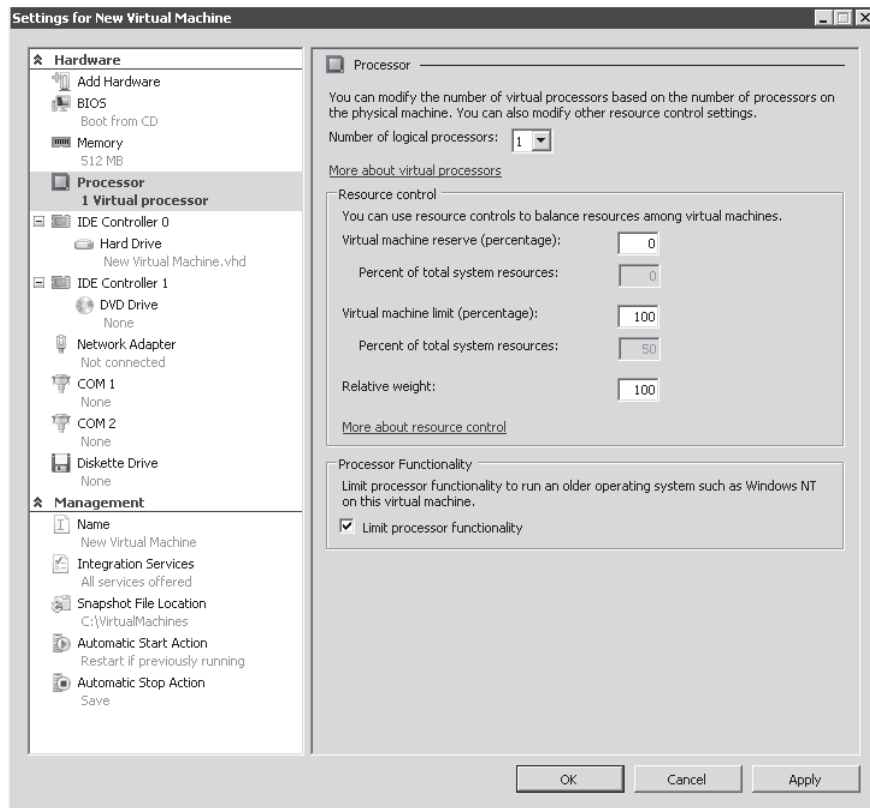 Settings for New Virtual Machine
Hardware
Add Hardware
BIOS
Boot from CD
Memory
512 MB
Processor
1 Virtual processor
IDE Controller 0
Hard Drive
New Virtual Machine.vhd
IDE Controller 1
DVD Drive
None
Network Adapter
Not connected
COM 1
None
COM 2
None
Diskette Drive
None
Management
Name
New Virtual Machine
Integration Services
All services offered
Snapshot File Location
C:\VirtualMachines
Automatic Start Action
Restart if previously running
Automatic Stop Action
Save
Processor
You can modify the number of virtual processors based on the number of processors on
the physical machine. You can also modify other resource control settings.
Number of logical processors: 1
More about virtual processors
Resource control
You can use resource controls to balance resources among virtual machines.
Virtual machine reserve (percentage): 0
Percent of total system resources: 0
Virtual machine limit (percentage): 100
Percent of total system resources: 50
Relative weight: 100
More about resource control
Processor Functionality
Limit processor functionality to run an older operating system such as Windows NT
on this virtual machine.
Limit processor functionality
OK Cancel Apply